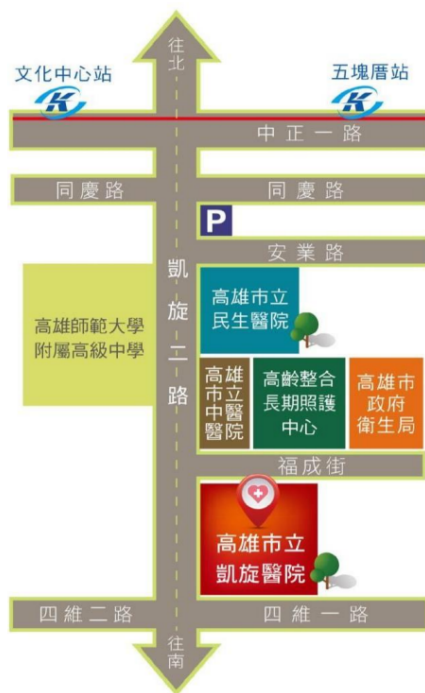 往北
文化中心站
五塊厝站
K
K
中正一路
同慶路
同慶路
P
安業路
凱旋二路
高雄師範大學
附屬高級中學
高雄市立
民生醫院
高雄
市立
中醫
醫院
高齡整合
長期照護
中心
高雄市
政府
衛生局
福成街
高雄市立
凱旋醫院
四維二路
四維一路
往南